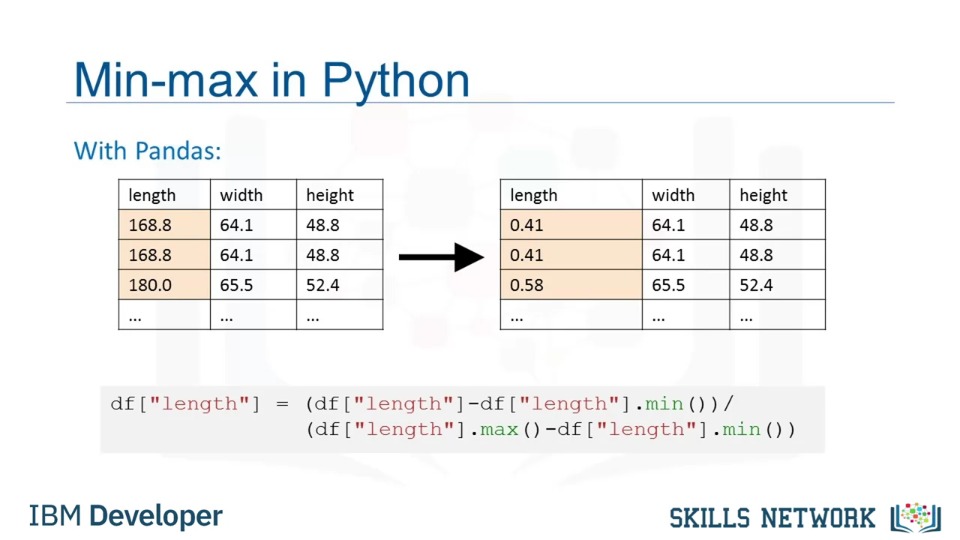 Min-max in Python
With Pandas:
length width height
168.8 64.1 48.8
168.8 64.1 48.8
180.0 65.5 52.4
... ... ...
length width height
0.41 64.1 48.8
0.41 64.1 48.8
0.58 65.5 52.4
... ... ...
df["length"] = (df["length"]-df["length"].min())/
(df["length"].max()-df["length"].min())
IBM Developer
SKILLS NETWORK